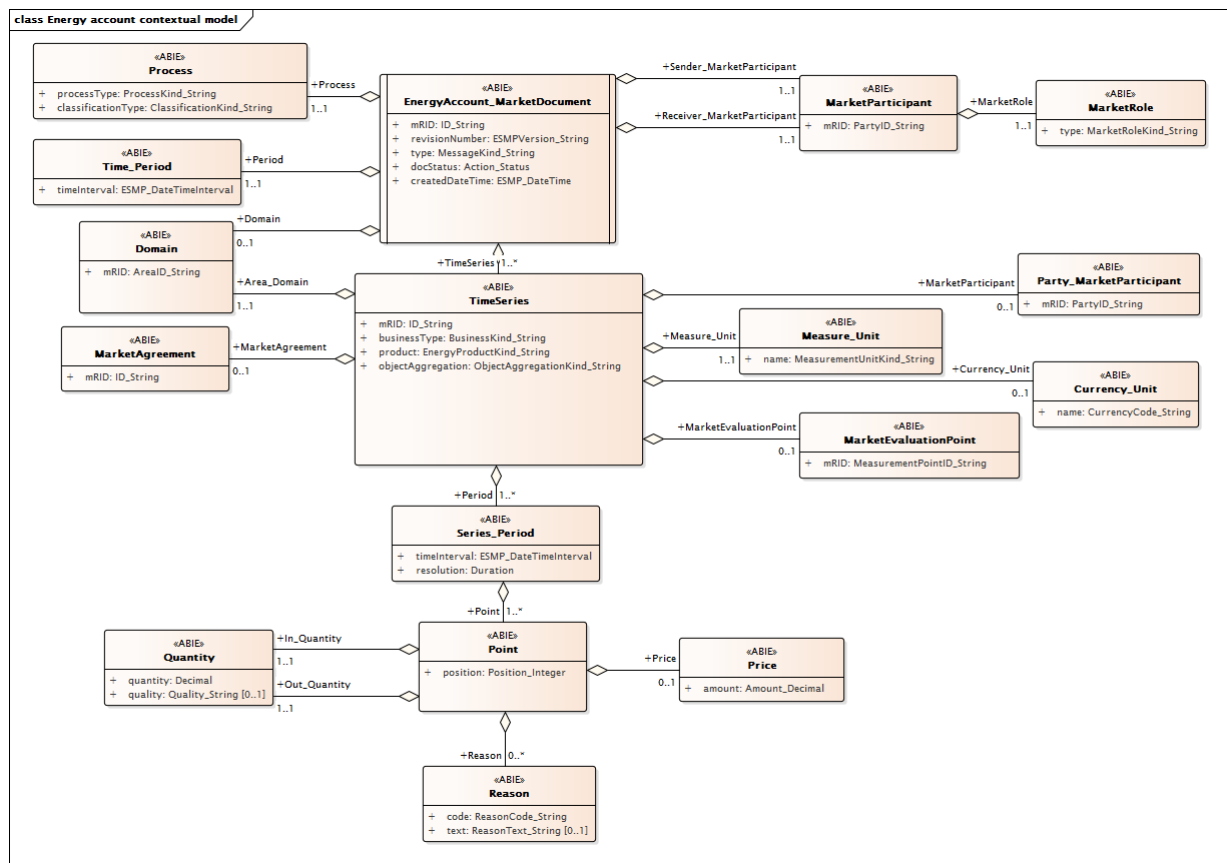 class Energy account contextual model
«ABIE»
Process
+ processType: ProcessKind_String
+ classificationType: ClassificationKind_String
+Process
1..1
«ABIE»
EnergyAccount_MarketDocument
+ mRID: ID_String
+ revisionNumber: ESMPVersion_String
+ type: MessageKind_String
+ docStatus: Action_Status
+ createdDateTime: ESMP_DateTime
+Sender_MarketParticipant
1..1
+Receiver_MarketParticipant
1..1
«ABIE»
MarketParticipant
+ mRID: PartyID_String
+MarketRole
1..1
«ABIE»
MarketRole
+ type: MarketRoleKind_String
«ABIE»
Time_Period
+ timeInterval: ESMP_DateTimeInterval
+Period
1..1
«ABIE»
Domain
+ mRID: AreaID_String
+Domain
0..1
+Area_Domain
1..1
+TimeSeries 1..*
«ABIE»
TimeSeries
+ mRID: ID_String
+ businessType: BusinessKind_String
+ product: EnergyProductKind_String
+ objectAggregation: ObjectAggregationKind_String
«ABIE»
MarketAgreement
+ mRID: ID_String
+MarketAgreement
0..1
+MarketParticipant
0..1
«ABIE»
Party_MarketParticipant
+ mRID: PartyID_String
+Measure_Unit
1..1
«ABIE»
Measure_Unit
+ name: MeasurementUnitKind_String
+Currency_Unit
0..1
«ABIE»
Currency_Unit
+ name: CurrencyCode_String
+MarketEvaluationPoint
0..1
«ABIE»
MarketEvaluationPoint
+ mRID: MeasurementPointID_String
+Period 1..*
«ABIE»
Series_Period
+ timeInterval: ESMP_DateTimeInterval
+ resolution: Duration
+Point 1..*
«ABIE»
Quantity
+ quantity: Decimal
+ quality: Quality_String [0..1]
+In_Quantity
1..1
+Out_Quantity
1..1
«ABIE»
Point
+ position: Position_Integer
+Price
0..1
«ABIE»
Price
+ amount: Amount_Decimal
+Reason 0..*
«ABIE»
Reason
+ code: ReasonCode_String
+ text: ReasonText_String [0..1]